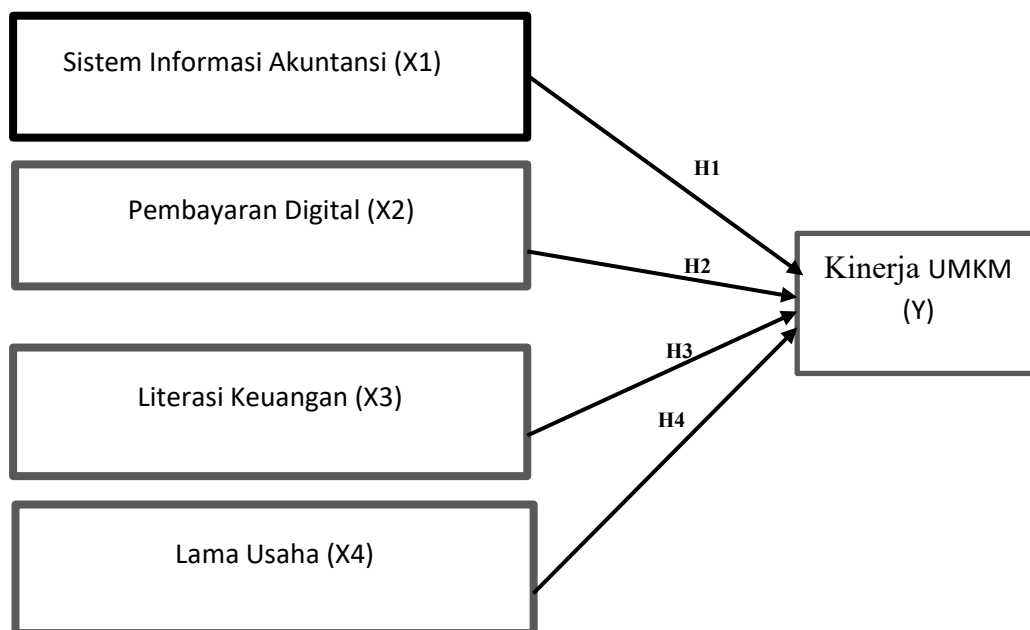 Sistem Informasi Akuntansi (X1)
H1
Pembayaran Digital (X2)
H2
Kinerja UMKM
(Y)
H3
Literasi Keuangan (X3)
H4
Lama Usaha (X4)